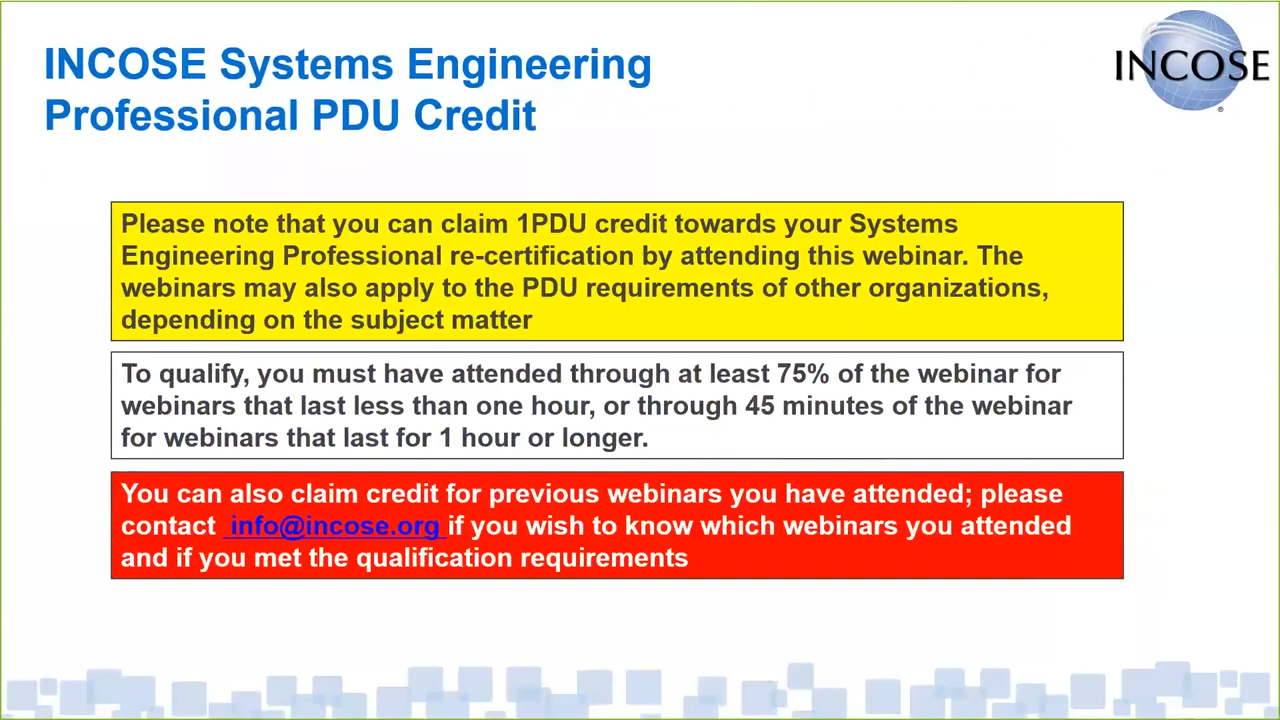 INCOSE Systems Engineering
Professional PDU Credit
INCOSE
®
Please note that you can claim 1PDU credit towards your Systems
Engineering Professional re-certification by attending this webinar. The
webinars may also apply to the PDU requirements of other organizations,
depending on the subject matter
To qualify, you must have attended through at least 75% of the webinar for
webinars that last less than one hour, or through 45 minutes of the webinar
for webinars that last for 1 hour or longer.
You can also claim credit for previous webinars you have attended; please
contact info@incose.org if you wish to know which webinars you attended
and if you met the qualification requirements